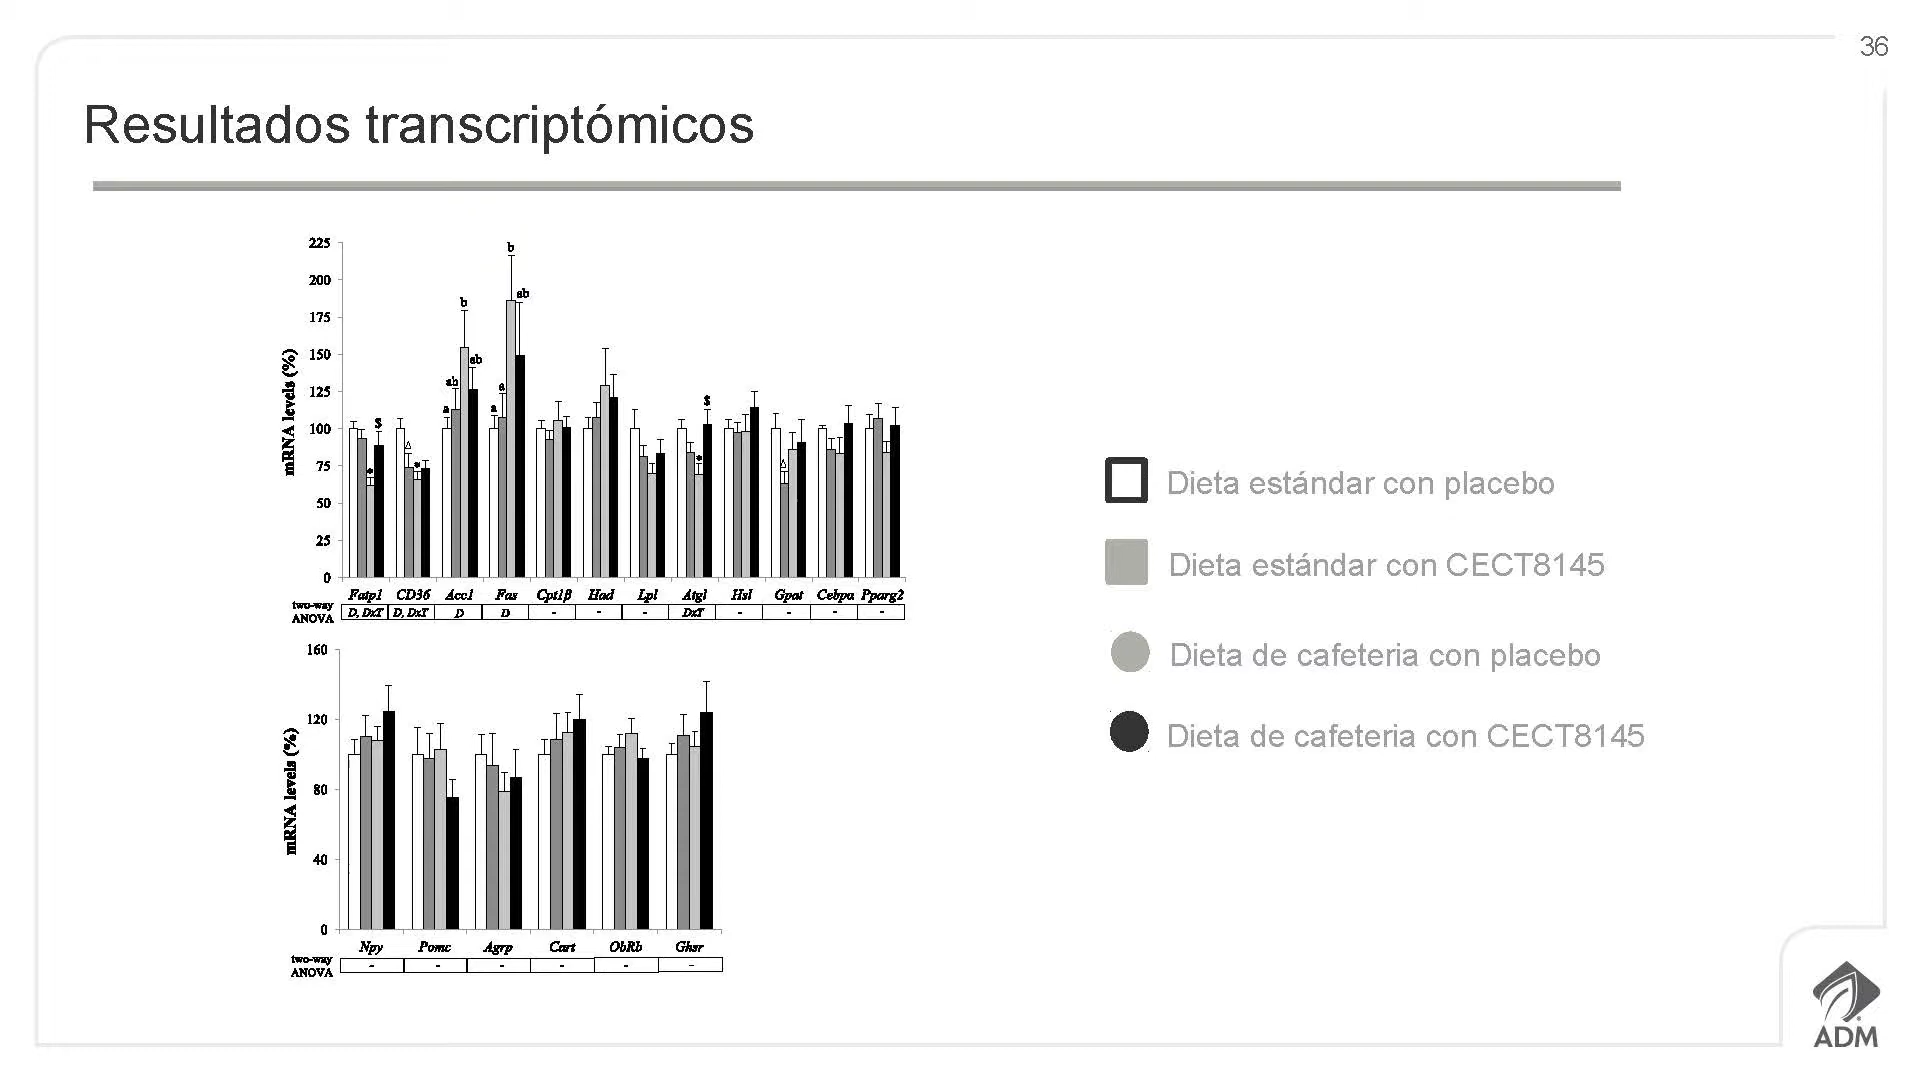 36
Resultados transcriptómicos
225
200
175
150
125
100
75
50
25
0
mRNA levels (%)
b
ab
b
ab
ab
a
a
a
$
Δ
*
*
$
*
Δ
Fatp1 CD36 Acc1 Fas Cpt1β Had Lpl Atgl Hsl Gpat Cebpα Pparg2
two-way
ANOVA
D, DxT D, DxT D D - - - DxT - - - -
160
120
80
40
0
mRNA levels (%)
Npy Pomc Agrp Cart ObRb Ghsr
two-way
ANOVA
- - - - - -
Dieta estándar con placebo
Dieta estándar con CECT8145
Dieta de cafeteria con placebo
Dieta de cafeteria con CECT8145
ADM